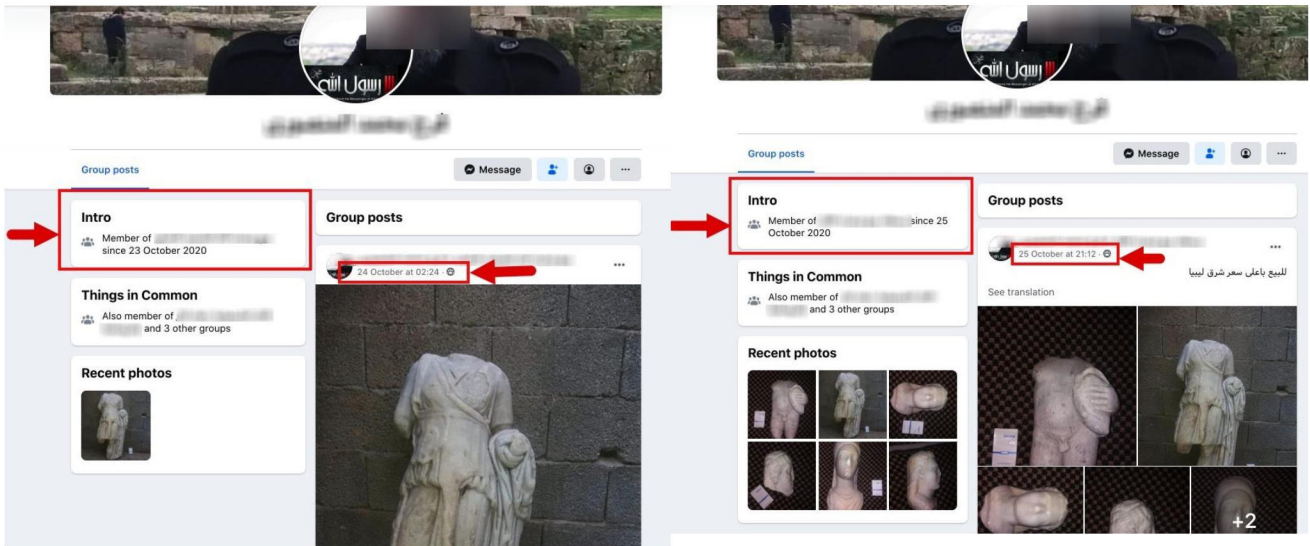 رسول الله
Group posts
Message
Intro
Member of
since 23 October 2020
Things in Common
Also member of
and 3 other groups
Recent photos
Group posts
24 October at 02:24
رسول الله
Group posts
Message
Intro
Member of since 25
October 2020
Things in Common
Also member of
and 3 other groups
Recent photos
Group posts
25 October at 21:12
للبيع باعلى سعر شرق ليبيا
See translation
+2